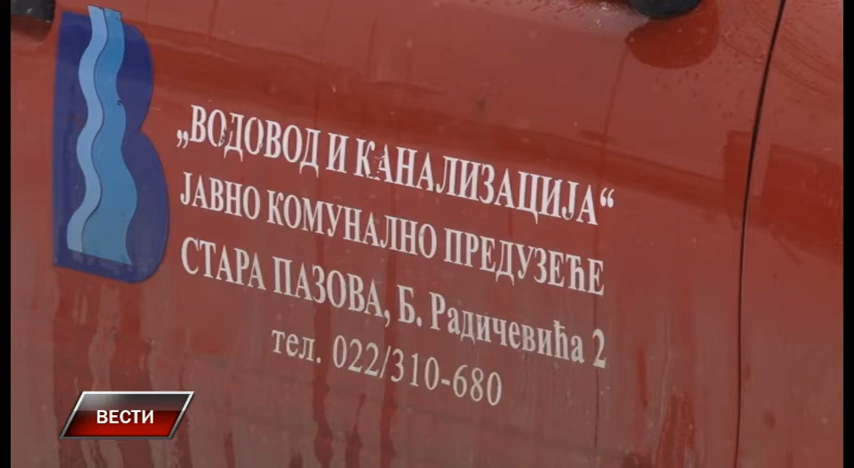 „ВОДОВОД И КАНАЛИЗАЦИЈА“
ЈАВНО КОМУНАЛНО ПРЕДУЗЕЋЕ
СТАРА ПАЗОВА, Б. Радичевића 2
тел. 022/310-680
ВЕСТИ